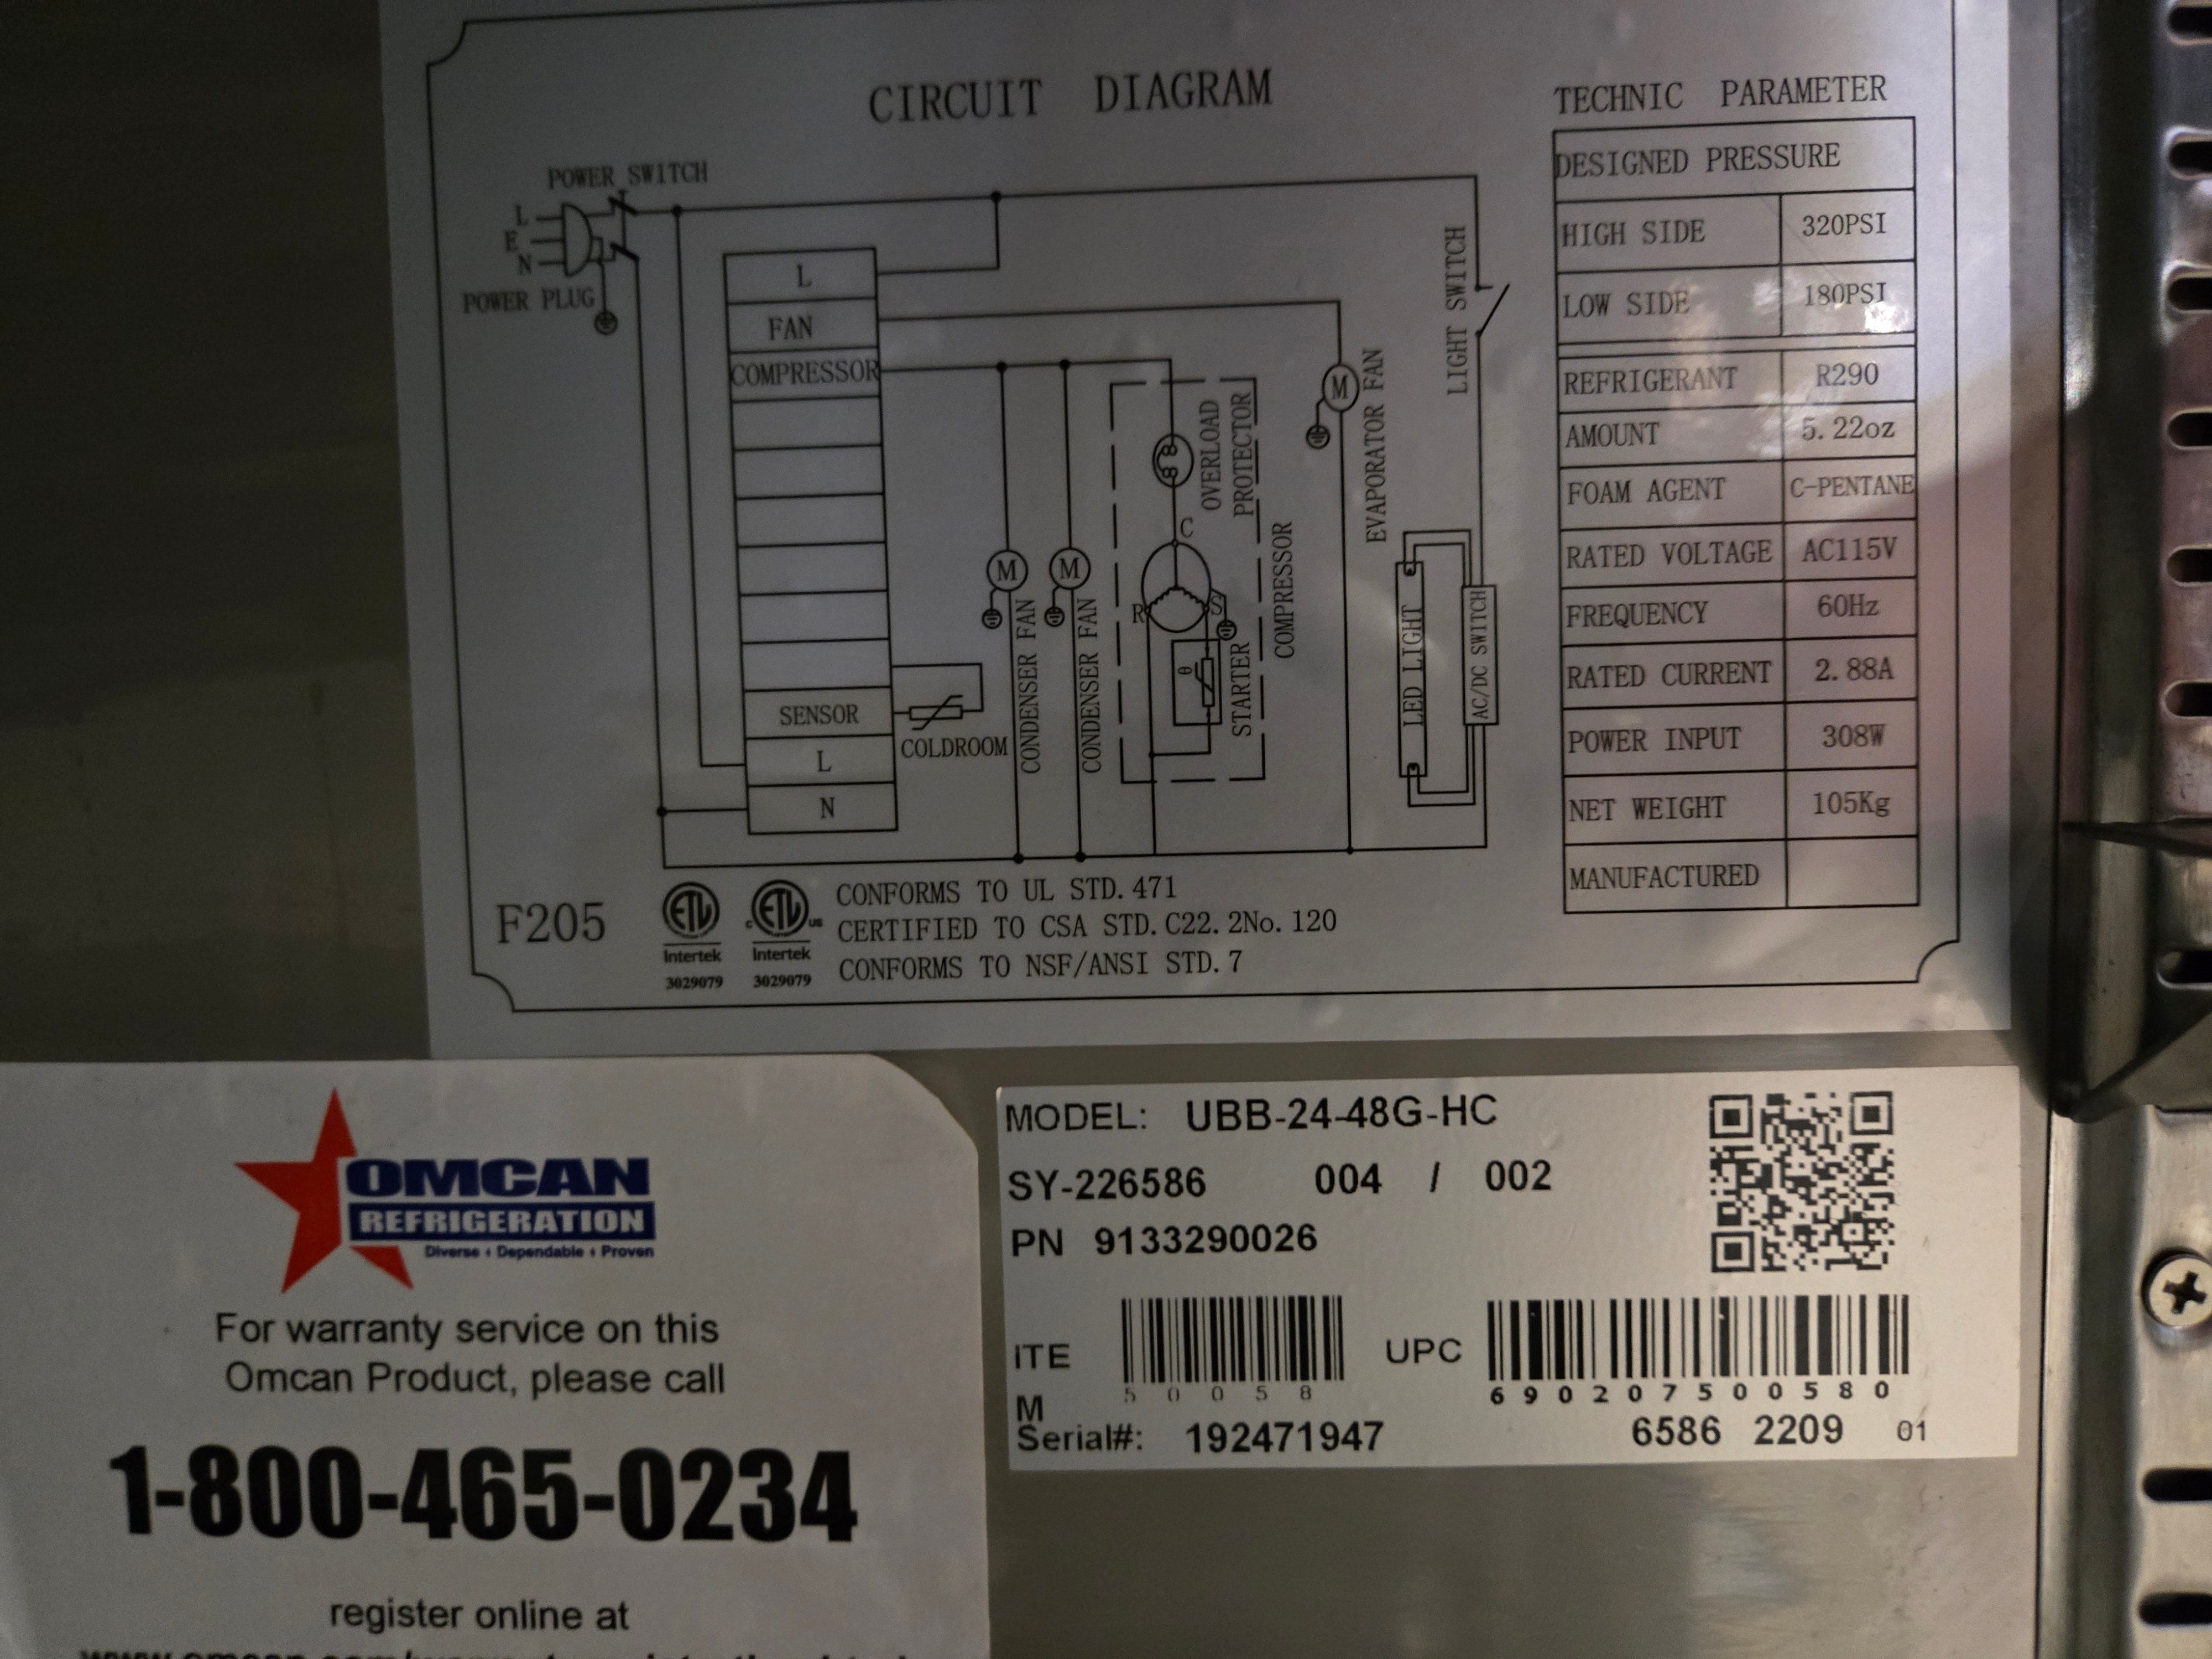 CIRCUIT DIAGRAM
POWER SWITCH
L
E
N
POWER PLUG
L
FAN
COMPRESSOR
SENSOR
L
N
COLDROOM
M
CONDENSER FAN
M
CONDENSER FAN
OVERLOAD
PROTECTOR
C
R
S
θ
STARTER
COMPRESSOR
M
EVAPORATOR FAN
LIGHT SWITCH
LED LIGHT
AC/DC SWITCH
TECHNIC PARAMETER
DESIGNED PRESSURE
HIGH SIDE 320PSI
LOW SIDE 180PSI
REFRIGERANT R290
AMOUNT 5.22oz
FOAM AGENT C-PENTANE
RATED VOLTAGE AC115V
FREQUENCY 60Hz
RATED CURRENT 2.88A
POWER INPUT 308W
NET WEIGHT 105Kg
MANUFACTURED
F205
ETL
Intertek
3029079
c ETL us
Intertek
3029079
CONFORMS TO UL STD.471
CERTIFIED TO CSA STD.C22.2No.120
CONFORMS TO NSF/ANSI STD.7
OMCAN
REFRIGERATION
Diverse • Dependable • Proven
For warranty service on this
Omcan Product, please call
1-800-465-0234
register online at
MODEL: UBB-24-48G-HC
SY-226586 004 / 002
PN 9133290026
ITE
M
50058
UPC
690207500580
Serial#: 192471947
6586 2209 01